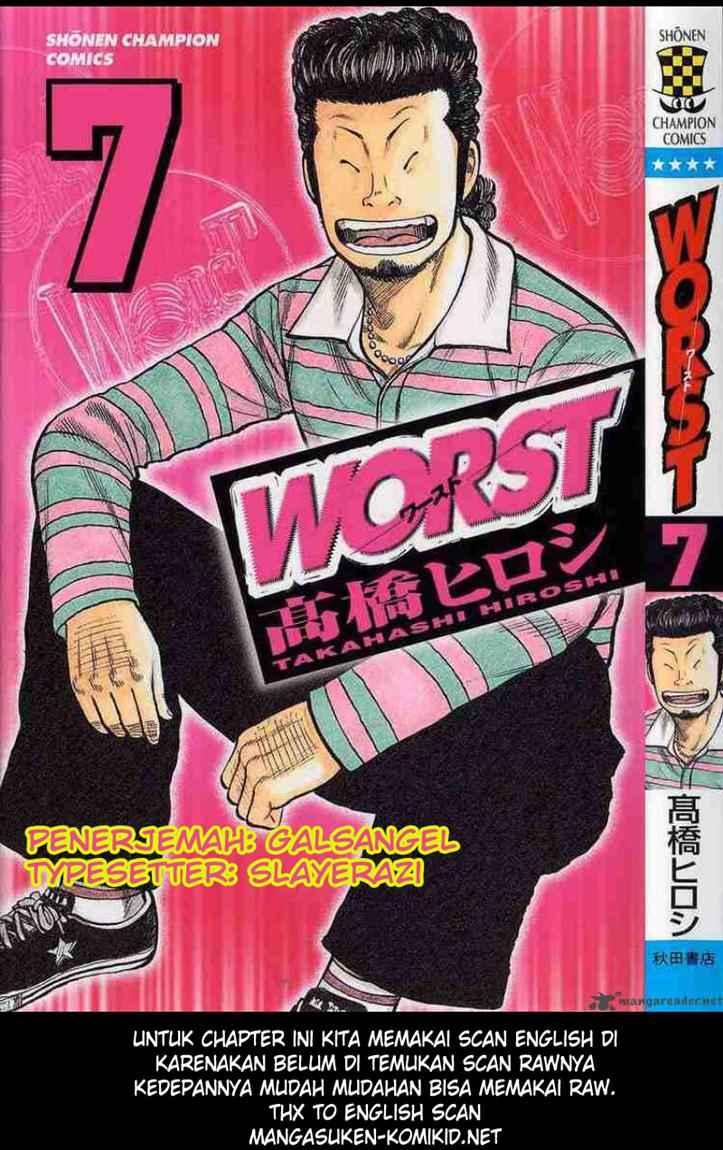 SHŌNEN CHAMPION
COMICS
7
WORST
ワースト
髙橋ヒロシ
TAKAHASHI HIROSHI
PENERJEMAH: GALSANGEL
TYPESETTER: SLAYERAZI
SHŌNEN
CHAMPION
COMICS
WORST
ワースト
7
髙橋ヒロシ
秋田書店
mangareader.net
UNTUK CHAPTER INI KITA MEMAKAI SCAN ENGLISH DI
KARENAKAN BELUM DI TEMUKAN SCAN RAWNYA
KEDEPANNYA MUDAH MUDAHAN BISA MEMAKAI RAW.
THX TO ENGLISH SCAN
MANGASUKEN-KOMIKID.NET